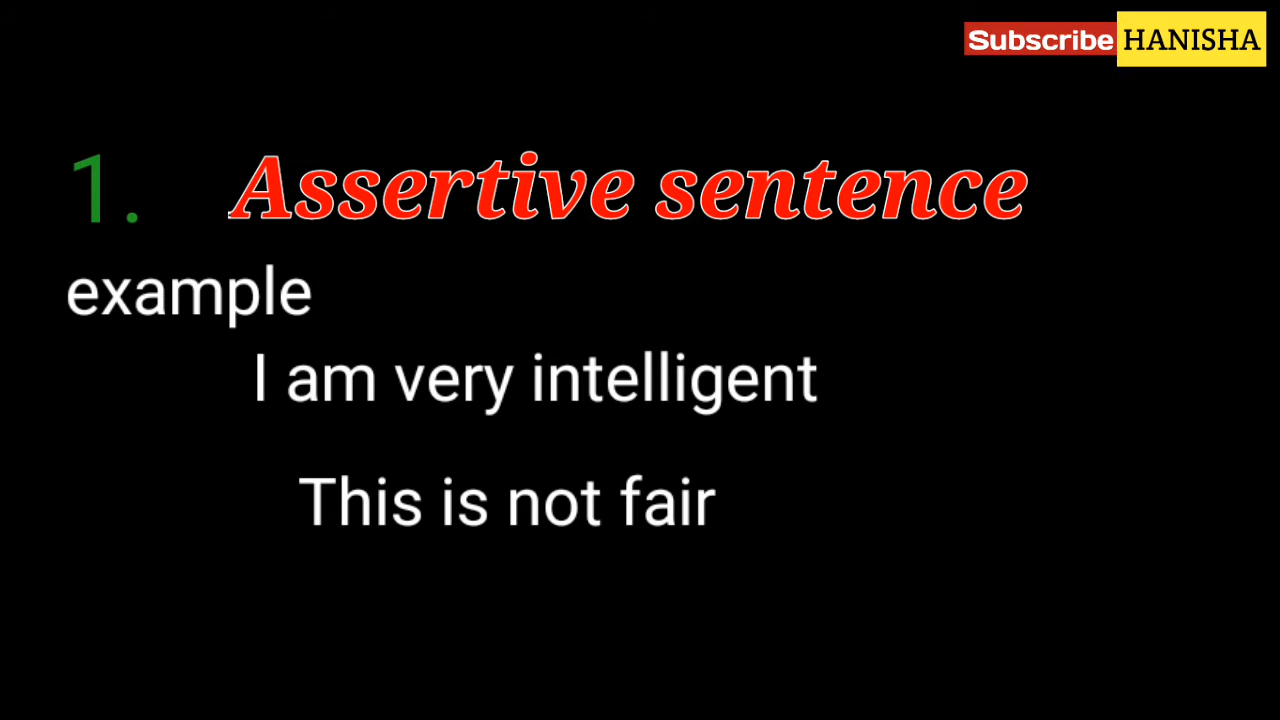 Subscribe HANISHA
1. Assertive sentence
example
I am very intelligent
This is not fair